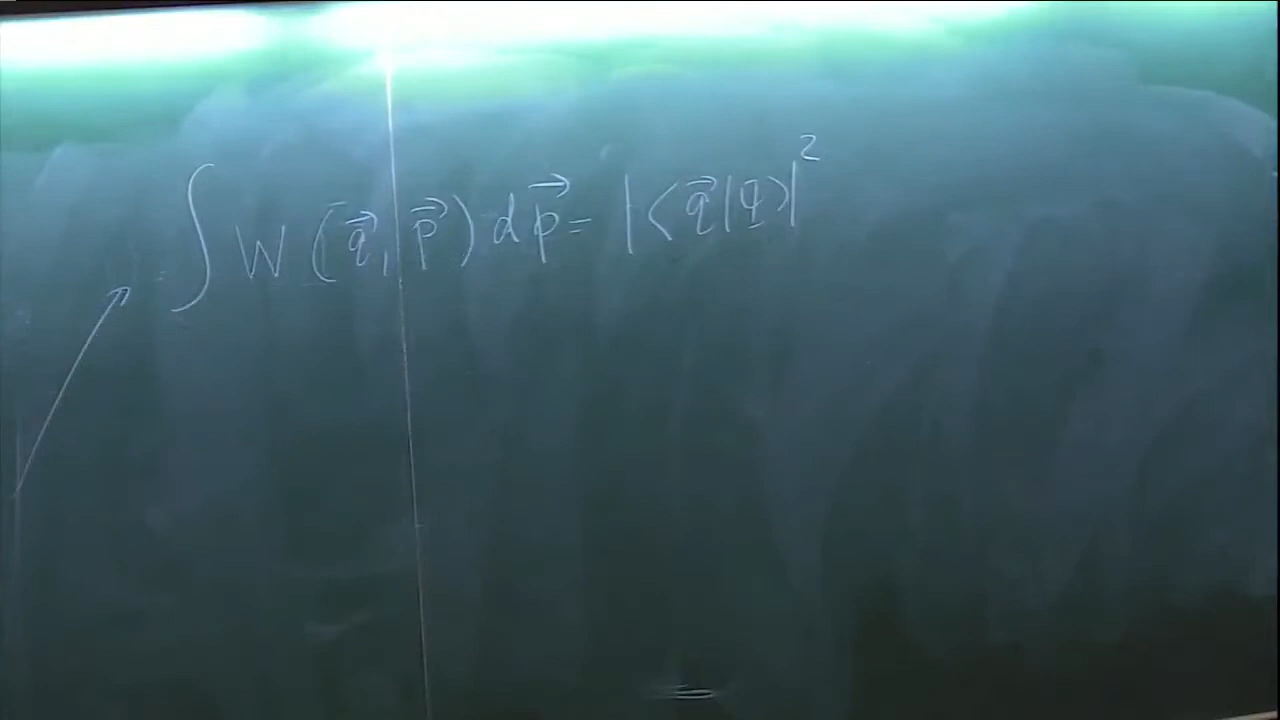 ∫ W (q⃗, p⃗) dp⃗ = |⟨q⃗|ψ⟩|²